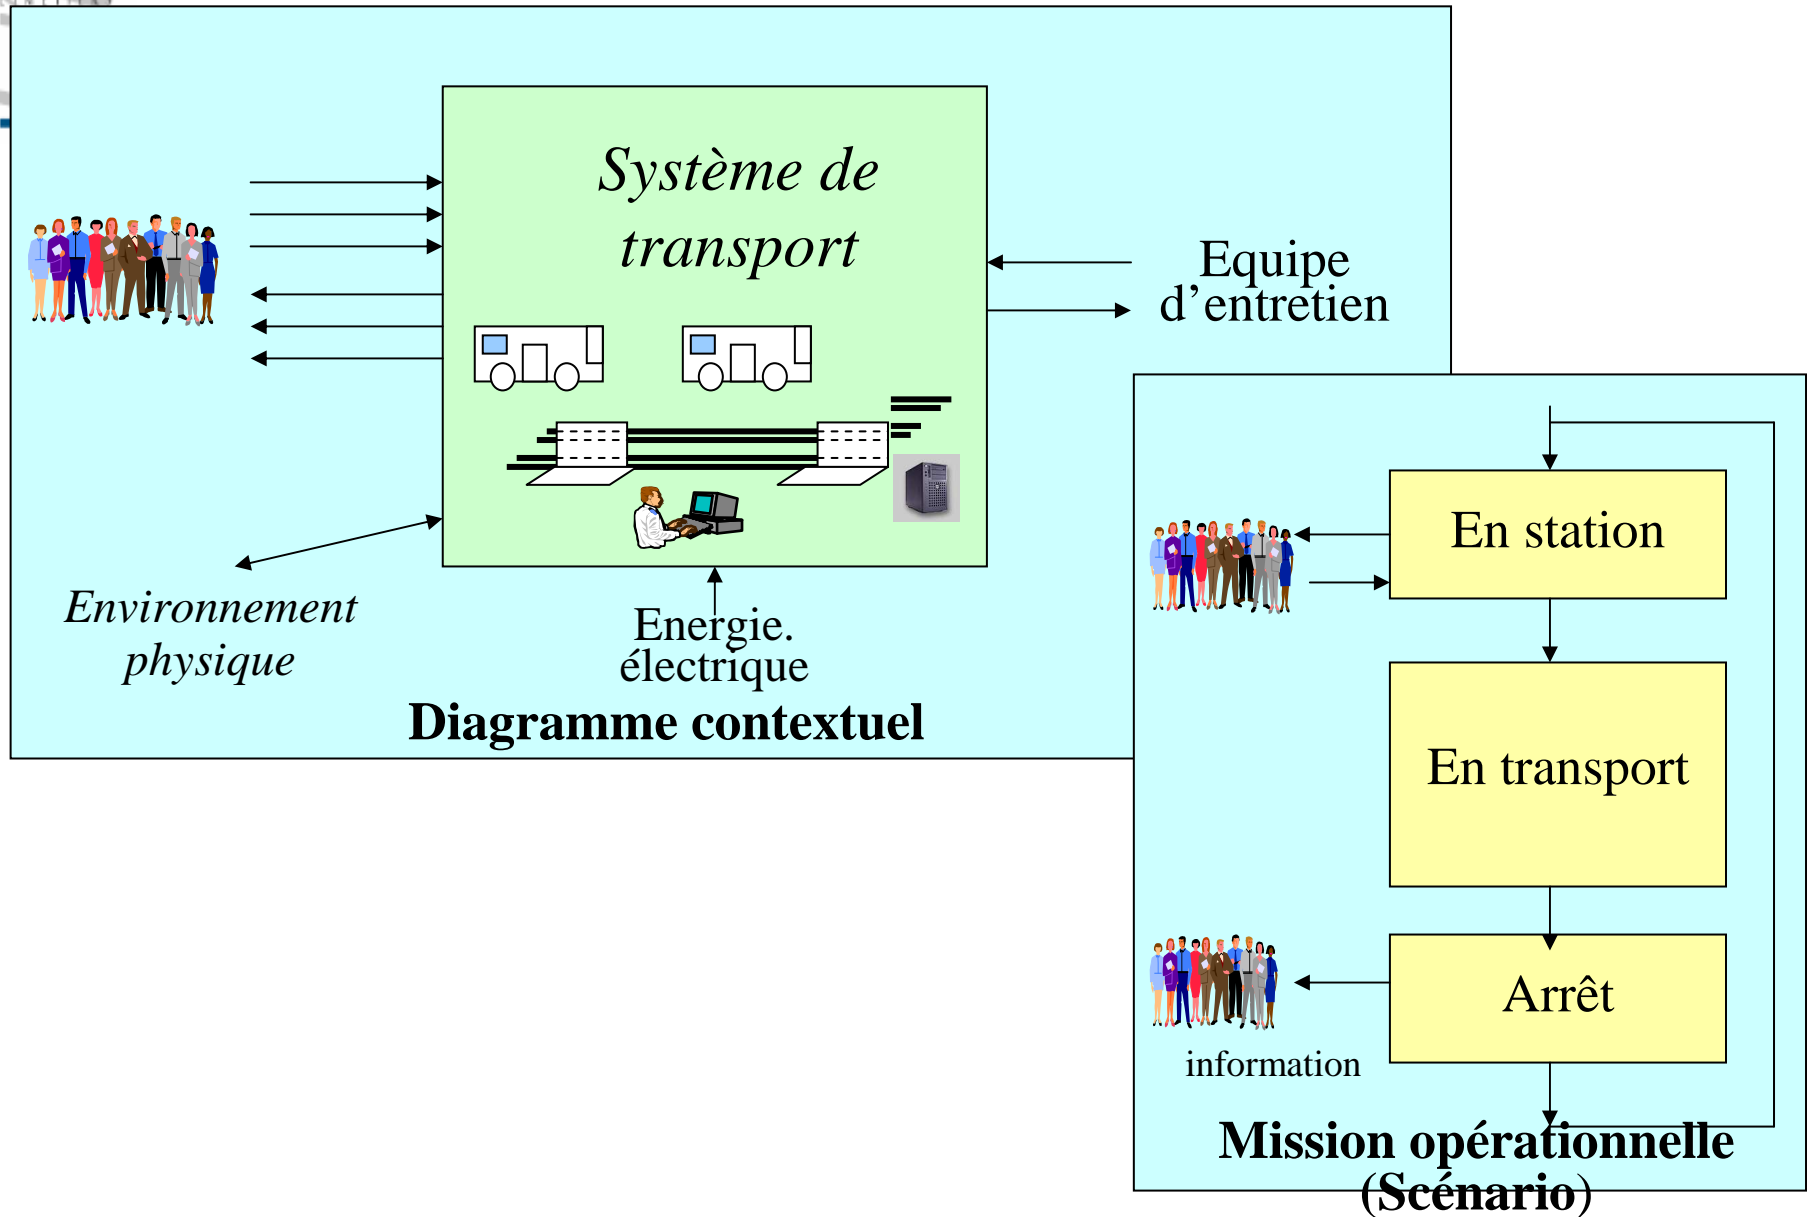 Système de
transport
Equipe
d’entretien
Environnement
physique
Energie.
électrique
Diagramme contextuel
En station
En transport
Arrêt
information
Mission opérationnelle
(Scénario)